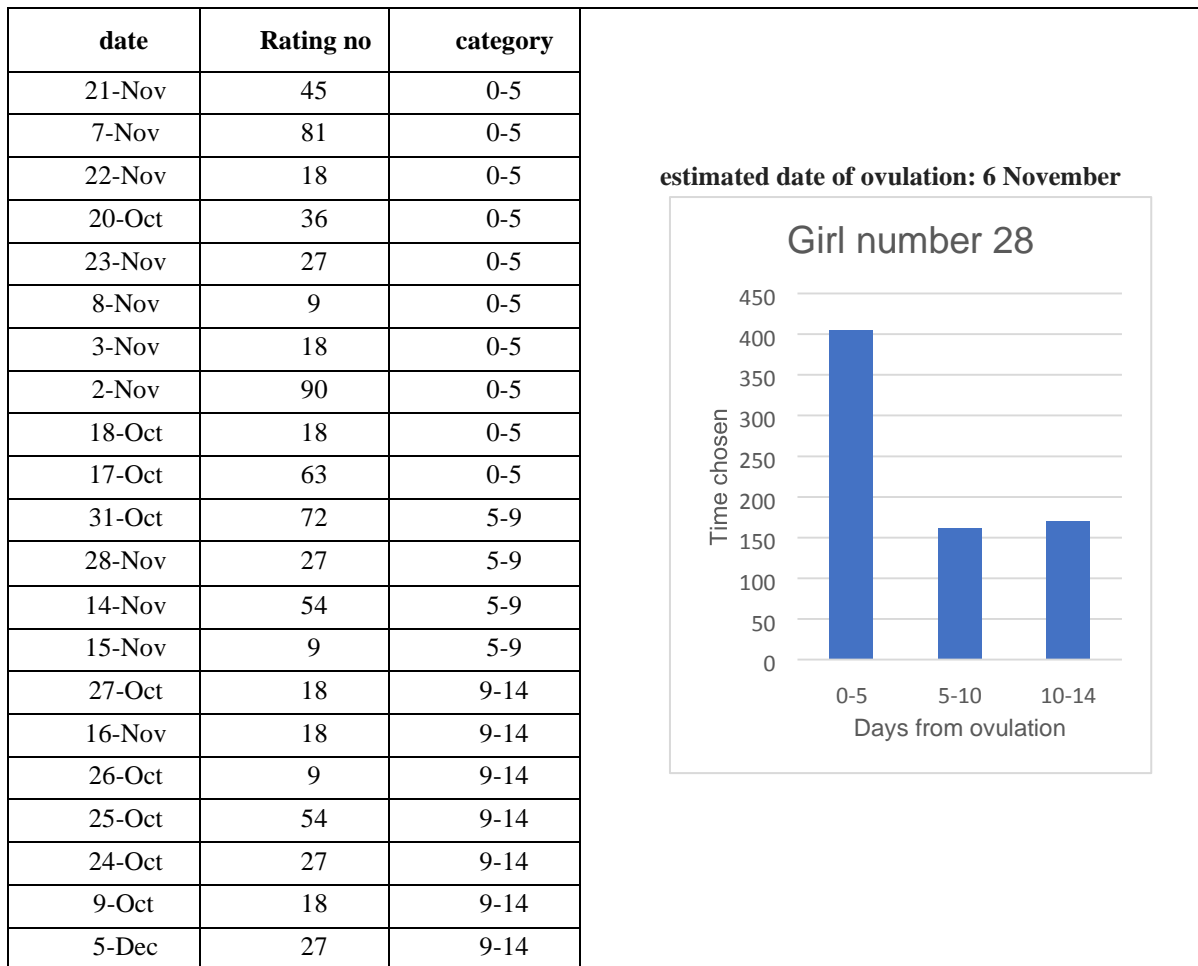 date Rating no category
21-Nov 45 0-5
7-Nov 81 0-5
22-Nov 18 0-5
20-Oct 36 0-5
23-Nov 27 0-5
8-Nov 9 0-5
3-Nov 18 0-5
2-Nov 90 0-5
18-Oct 18 0-5
17-Oct 63 0-5
31-Oct 72 5-9
28-Nov 27 5-9
14-Nov 54 5-9
15-Nov 9 5-9
27-Oct 18 9-14
16-Nov 18 9-14
26-Oct 9 9-14
25-Oct 54 9-14
24-Oct 27 9-14
9-Oct 18 9-14
5-Dec 27 9-14
estimated date of ovulation: 6 November
Girl number 28
Time chosen
450
400
350
300
250
200
150
100
50
0
0-5 5-10 10-14
Days from ovulation